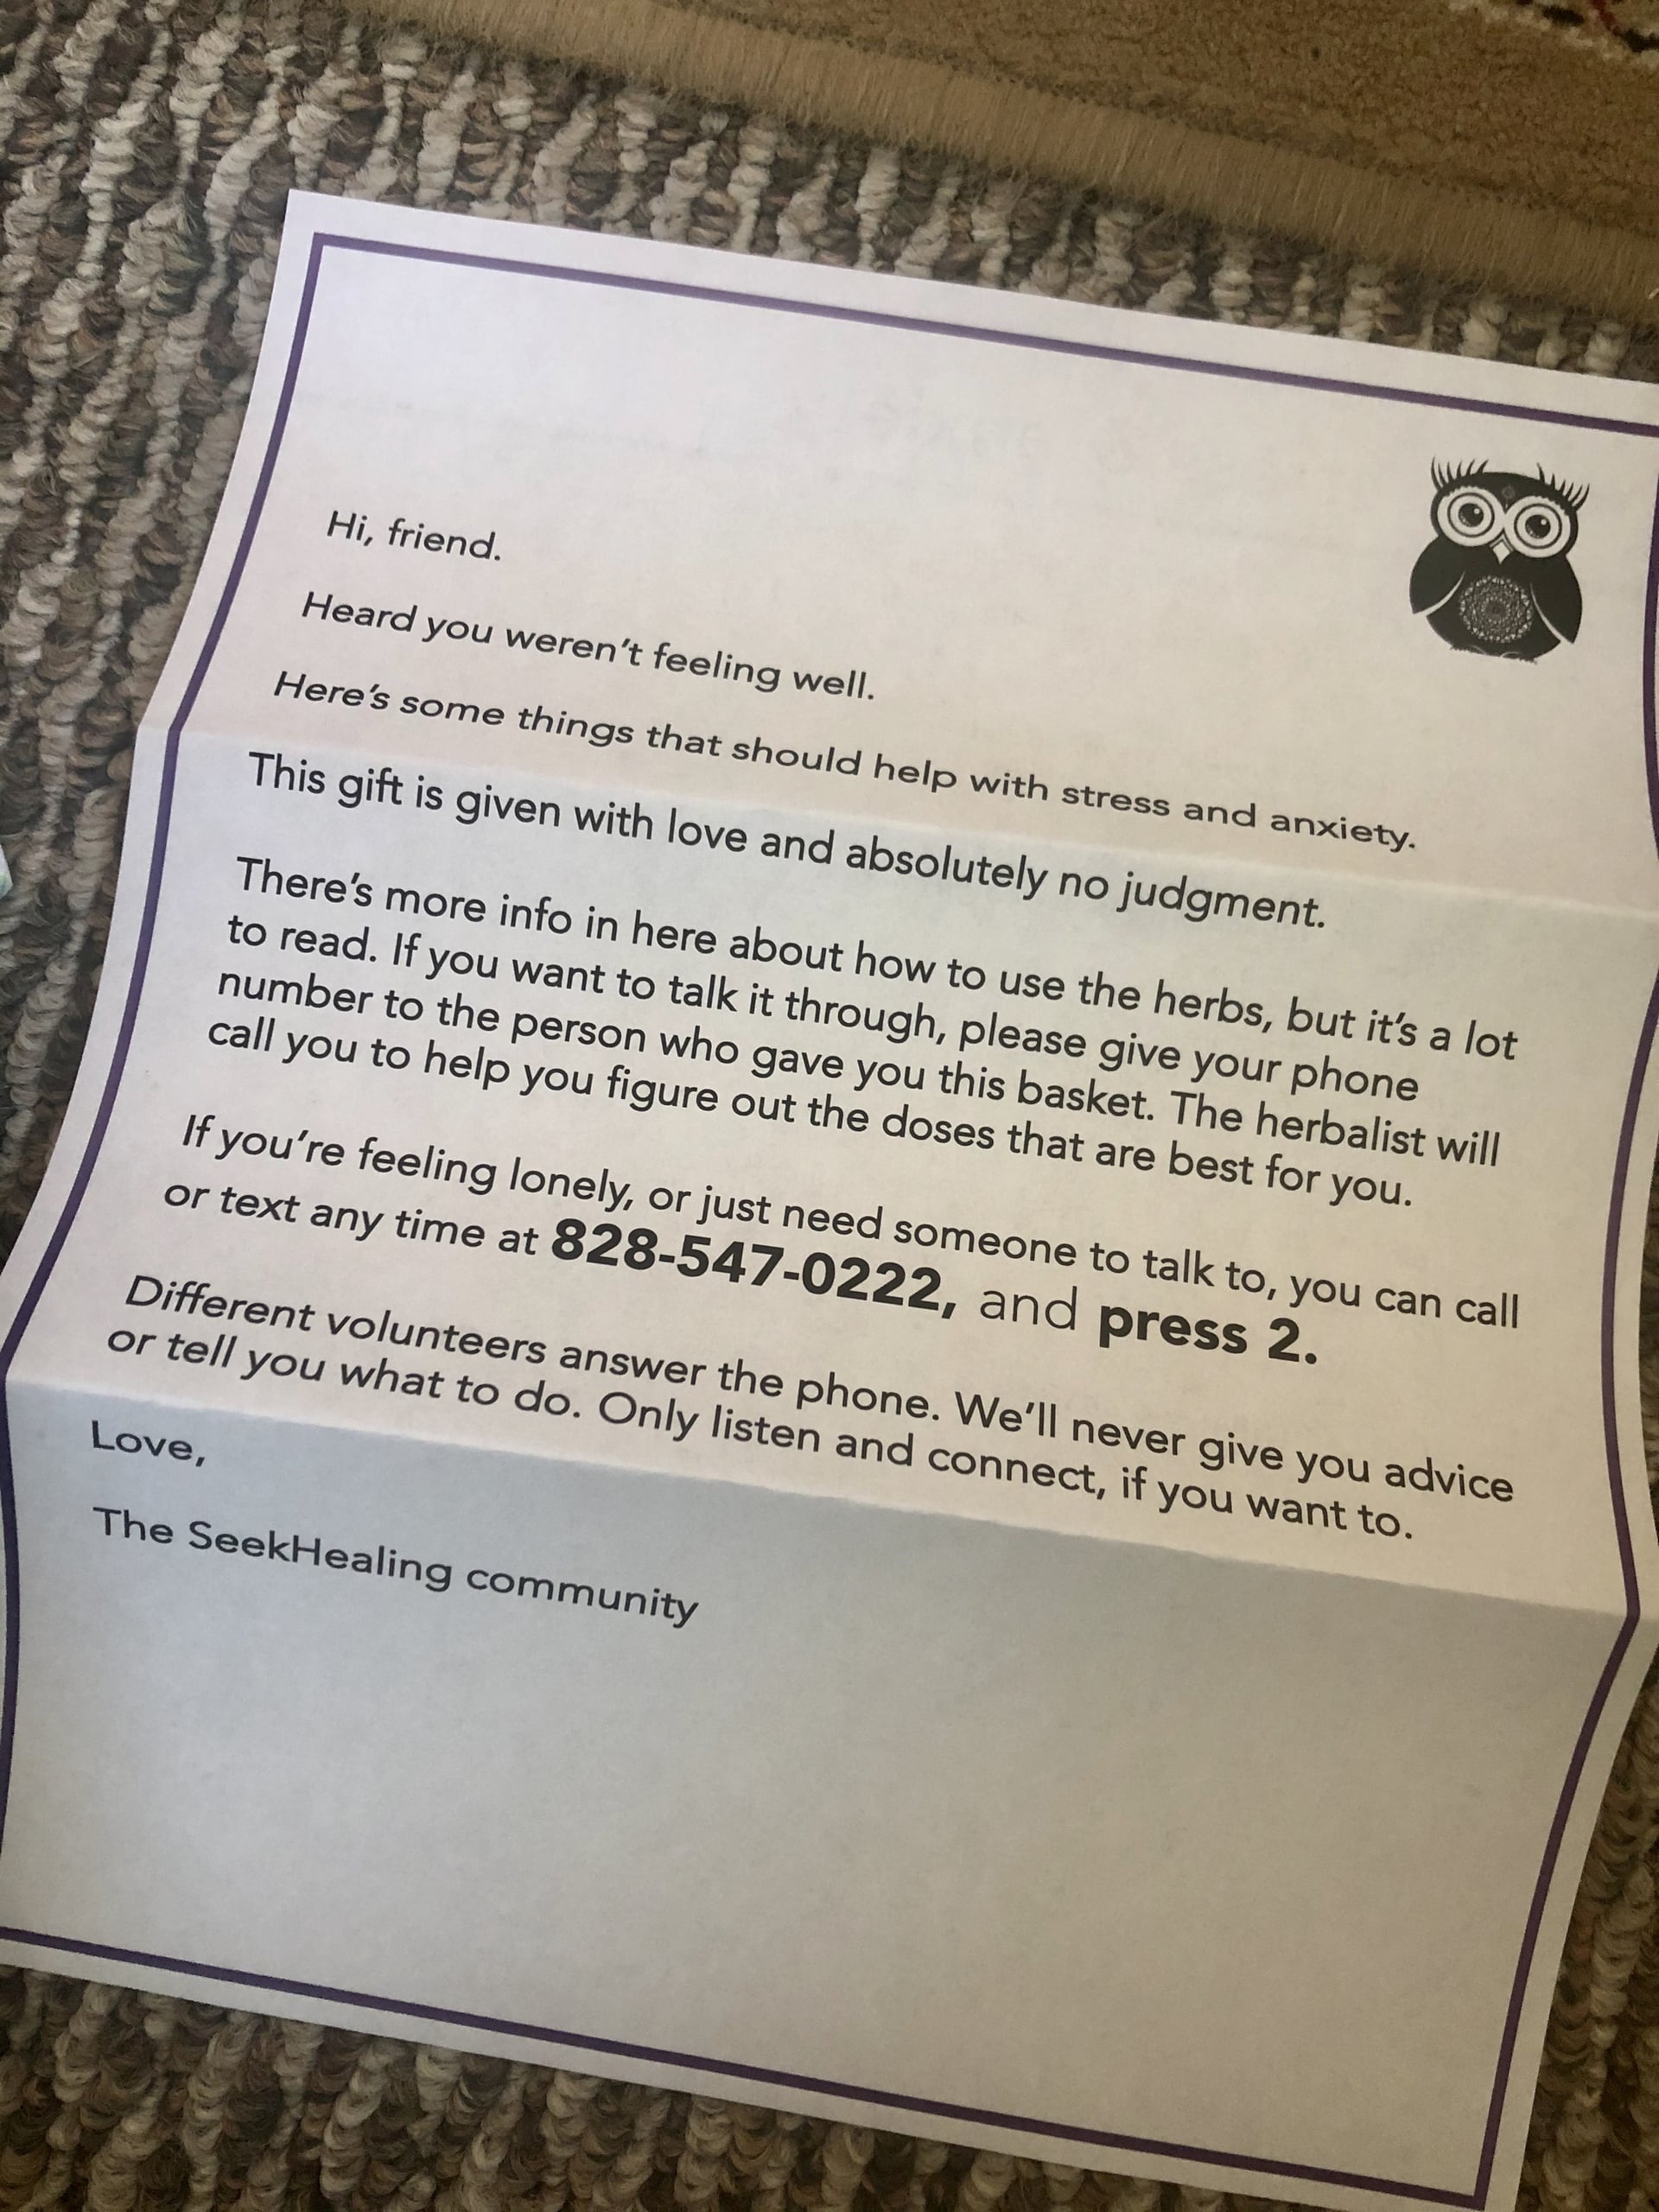 Hi, friend.
Heard you weren't feeling well.
Here's some things that should help with stress and anxiety.
This gift is given with love and absolutely no judgment.
There's more info in here about how to use the herbs, but it's a lot
to read. If you want to talk it through, please give your phone
number to the person who gave you this basket. The herbalist will
call you to help you figure out the doses that are best for you.
If you're feeling lonely, or just need someone to talk to, you can call
or text any time at 828-547-0222, and press 2.
Different volunteers answer the phone. We'll never give you advice
or tell you what to do. Only listen and connect, if you want to.
Love,
The SeekHealing community